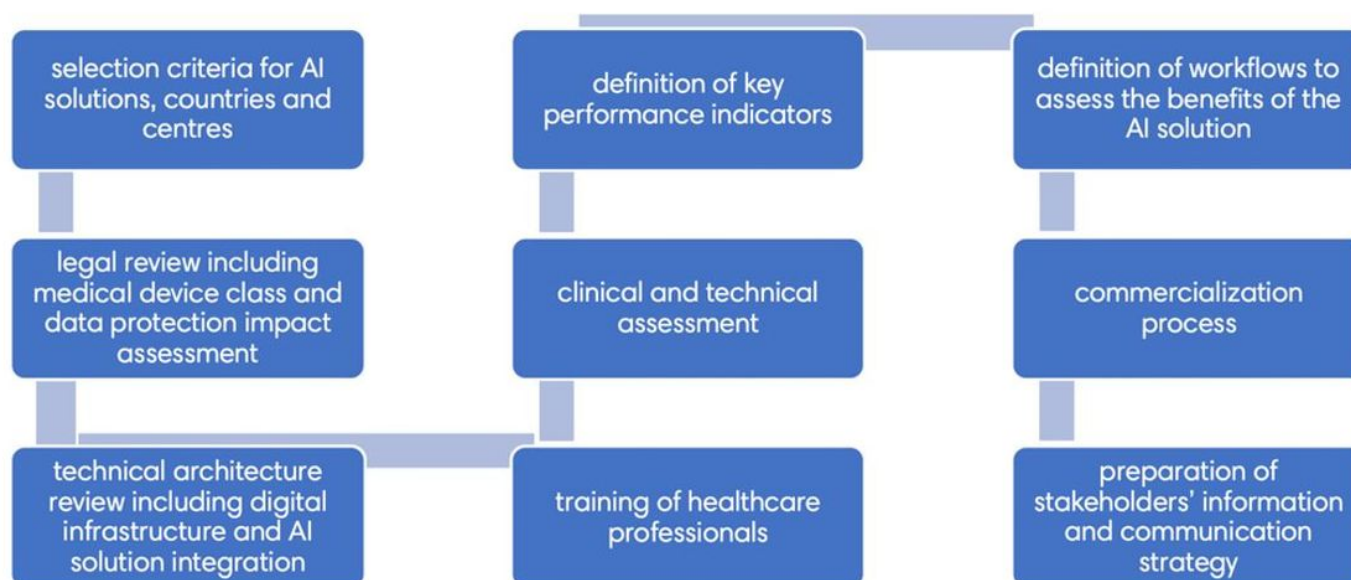 selection criteria for AI
solutions, countries and
centres
legal review including
medical device class and
data protection impact
assessment
technical architecture
review including digital
infrastructure and AI
solution integration
training of healthcare
professionals
clinical and technical
assessment
definition of key
performance indicators
definition of workflows to
assess the benefits of the
AI solution
commercialization
process
preparation of
stakeholders’ information
and communication
strategy